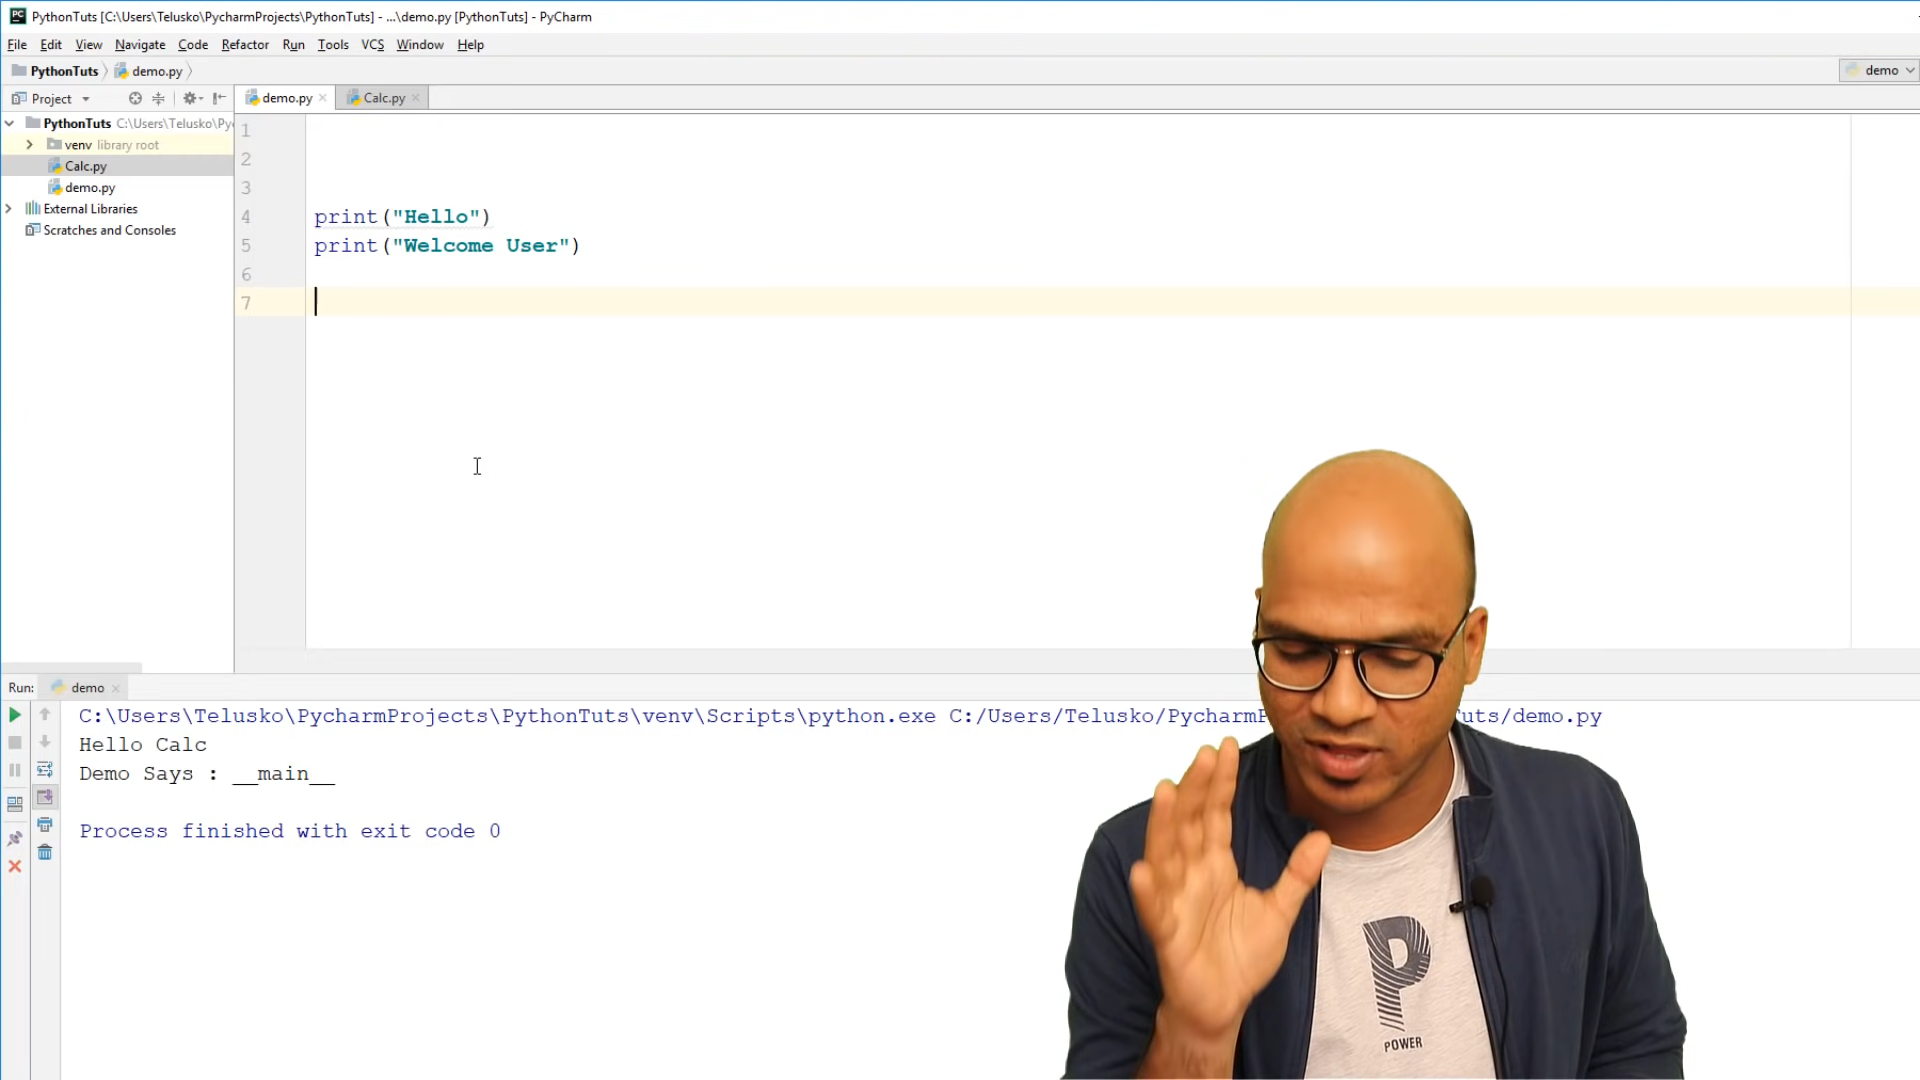 PC PythonTuts [C:\Users\Telusko\PycharmProjects\PythonTuts] - ...\demo.py [PythonTuts] - PyCharm
File Edit View Navigate Code Refactor Run Tools VCS Window Help
PythonTuts demo.py demo
Project demo.py Calc.py
PythonTuts C:\Users\Telusko\Py
venv library root
Calc.py
demo.py
External Libraries
Scratches and Consoles
1
2
3
4 print("Hello")
5 print("Welcome User")
6
7
Run: demo
C:\Users\Telusko\PycharmProjects\PythonTuts\venv\Scripts\python.exe C:/Users/Telusko/Pycharm uts/demo.py
Hello Calc
Demo Says : __main__
Process finished with exit code 0
P
POWER